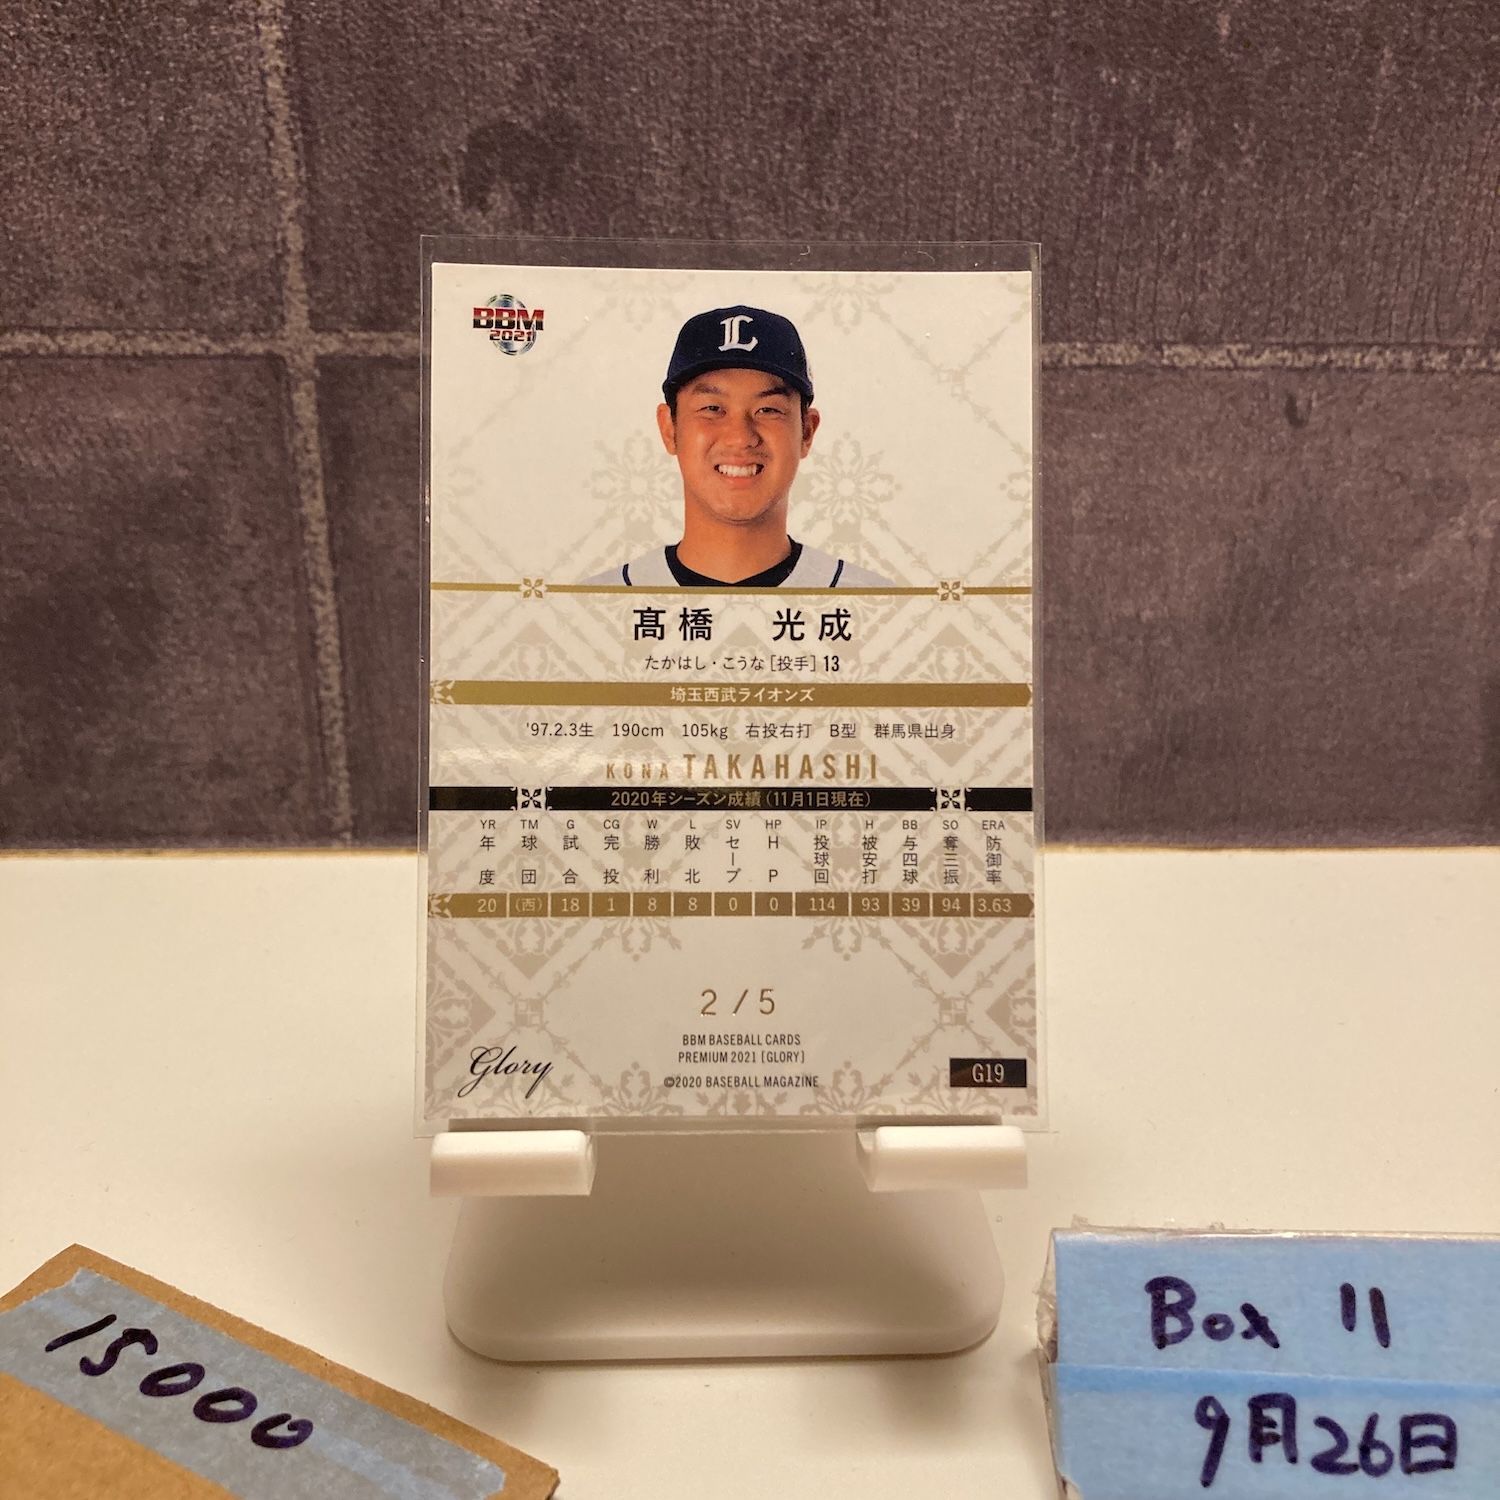 BBM
2021
L
髙橋 光成
たかはし・こうな［投手］13
埼玉西武ライオンズ
'97.2.3生 190cm 105kg 右投右打 B型 群馬県出身
KONA TAKAHASHI
2020年シーズン成績（11月1日現在）
YR TM G CG W L SV HP IP H BB SO ERA
年度 球団 試合 完投 勝利 敗北 セーブ HP 投球回 被安打 与四球 奪三振 防御率
20 （西） 18 1 8 8 0 0 114 93 39 94 3.63
2/5
BBM BASEBALL CARDS
PREMIUM 2021 [GLORY]
©2020 BASEBALL MAGAZINE
Glory
G19
15000
Box 11
9月26日